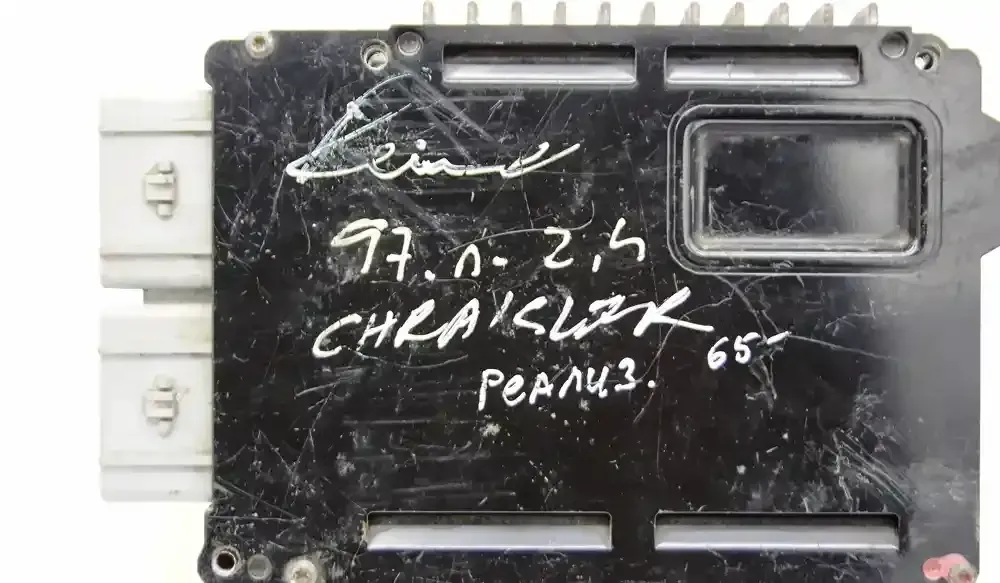 97. л- 2,4
CHRAISLER
65-
реализ.